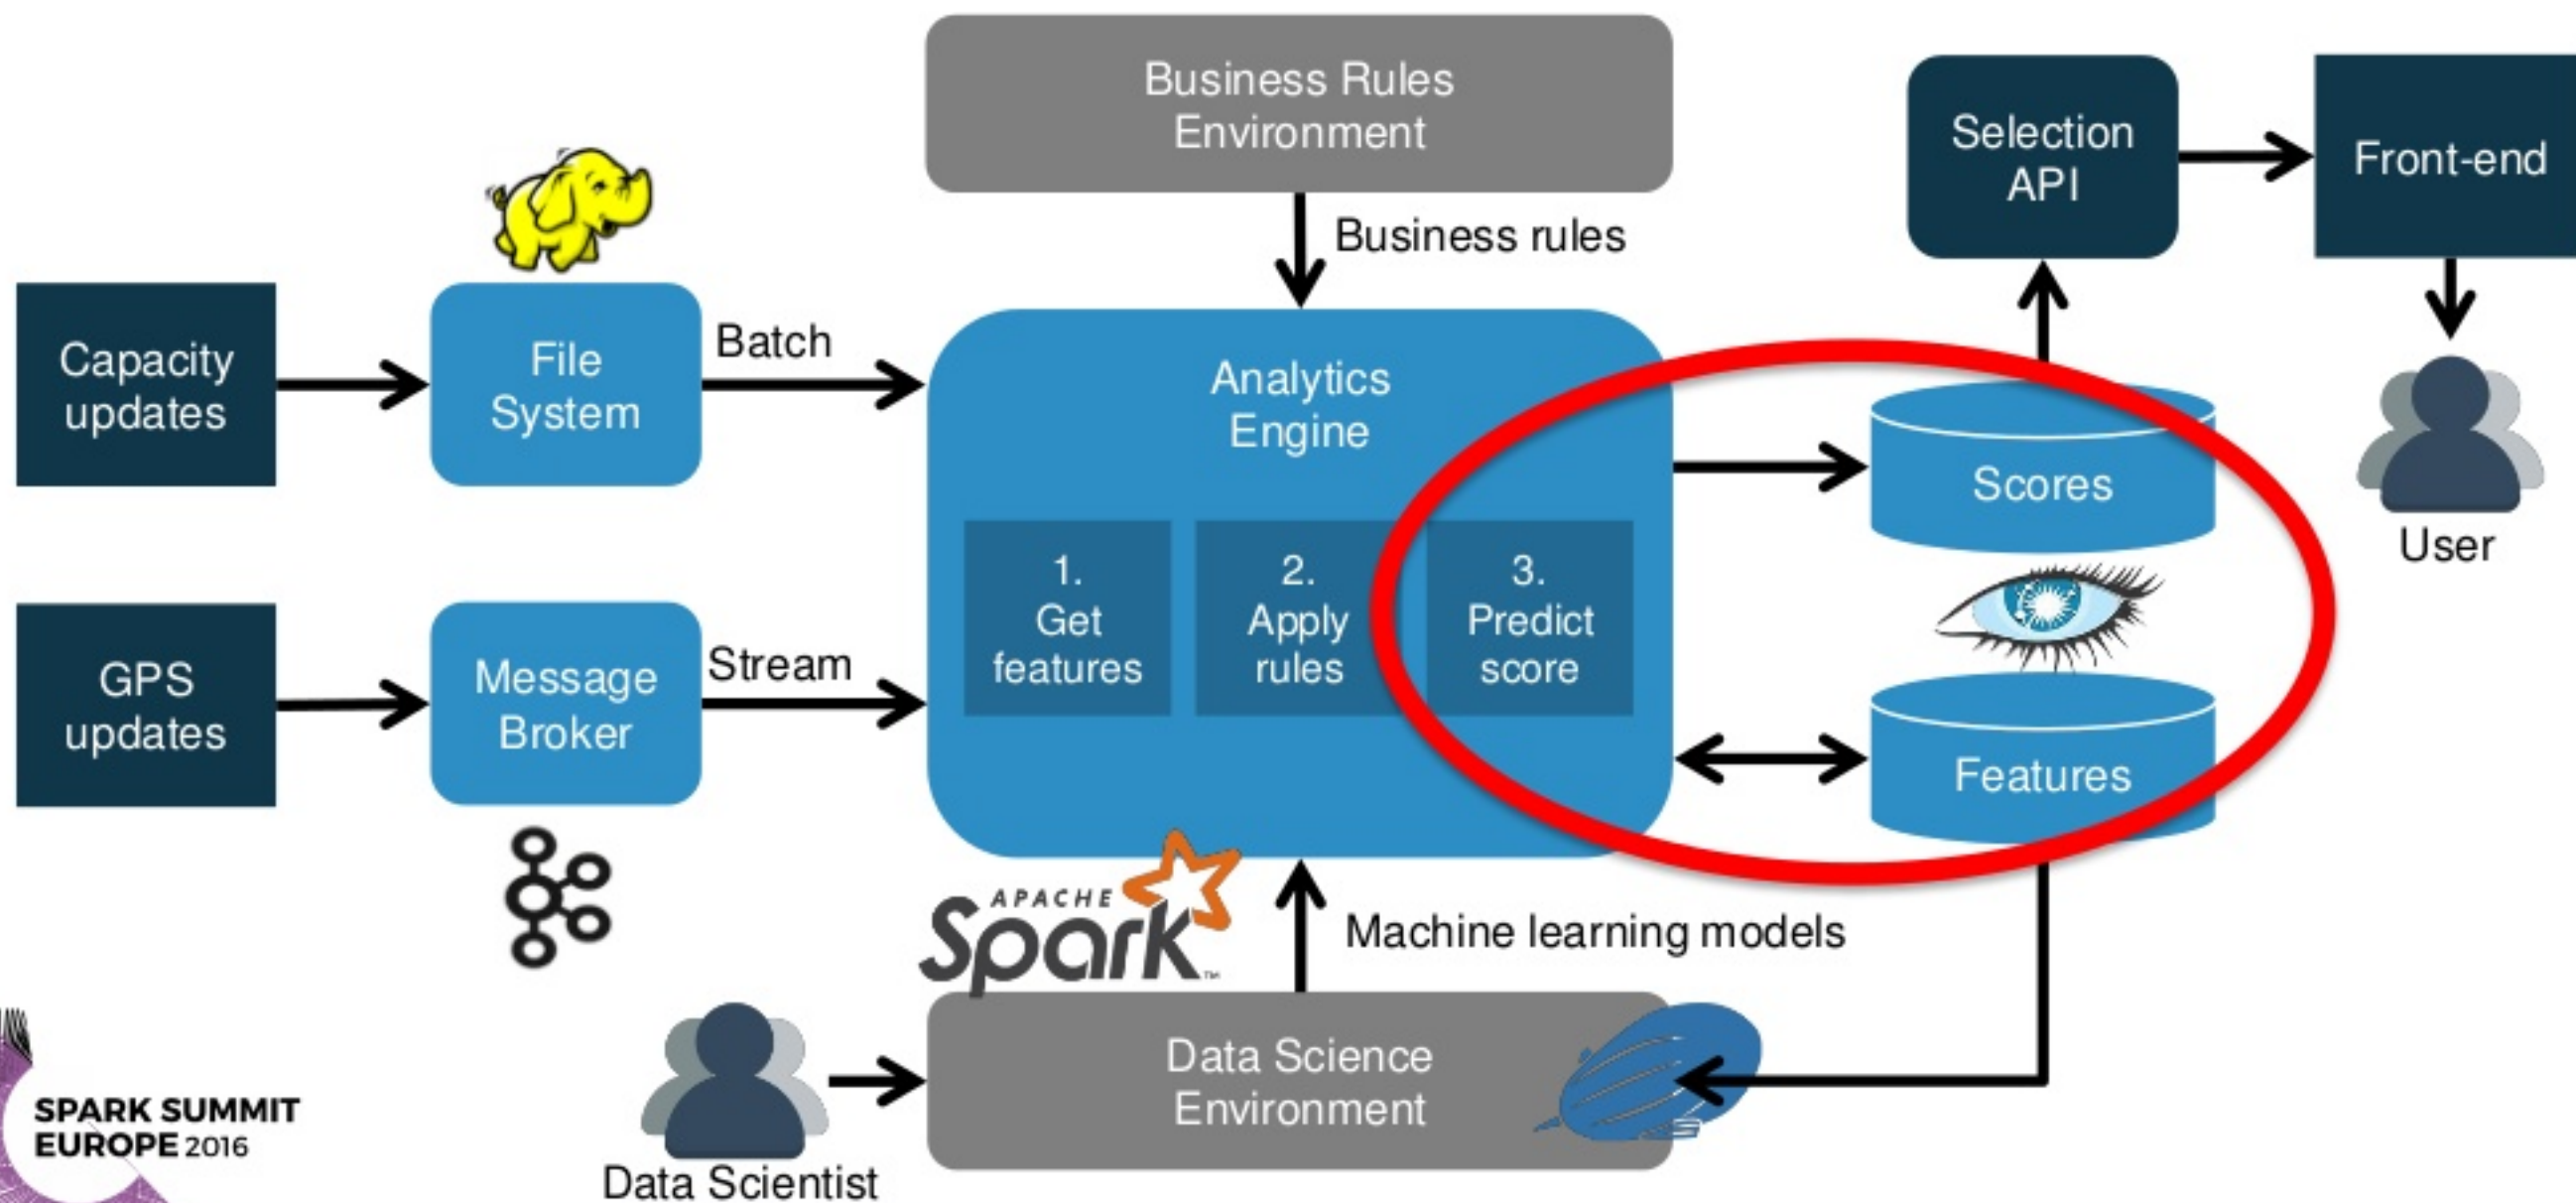 Business Rules
Environment
Business rules
Selection
API
Front-end
User
Capacity
updates
File
System
Batch
GPS
updates
Message
Broker
Stream
Analytics
Engine
1.
Get
features
2.
Apply
rules
3.
Predict
score
Scores
Features
APACHE
Spark™
Machine learning models
Data Science
Environment
Data Scientist
SPARK SUMMIT
EUROPE 2016